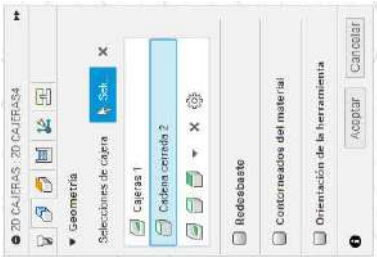 2D CAJERAS : 2D CAJERAS4
Geometría
Selecciones de cajera
Sel...
Cajeras 1
Cadena cerrada 2
Redesbaste
Contorneados del material
Orientación de la herramienta
Aceptar
Cancelar